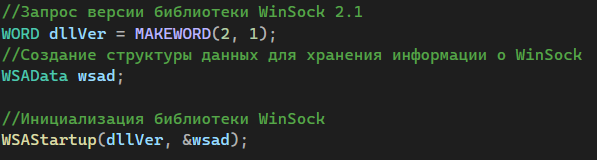 //Запрос версии библиотеки WinSock 2.1
WORD dllVer = MAKEWORD(2, 1);
//Создание структуры данных для хранения информации о WinSock
WSAData wsad;
//Инициализация библиотеки WinSock
WSAStartup(dllVer, &wsad);